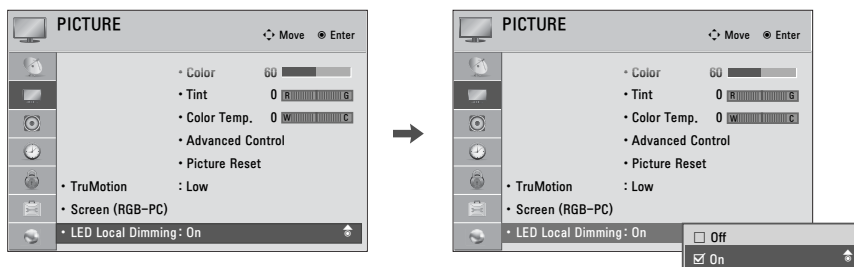 PICTURE
Move Enter
• Color 60
• Tint 0 R G
• Color Temp. 0 W C
• Advanced Control
• Picture Reset
• TruMotion : Low
• Screen (RGB-PC)
• LED Local Dimming: On
PICTURE
Move Enter
• Color 60
• Tint 0 R G
• Color Temp. 0 W C
• Advanced Control
• Picture Reset
• TruMotion : Low
• Screen (RGB-PC)
• LED Local Dimming: On
☐ Off
☑ On